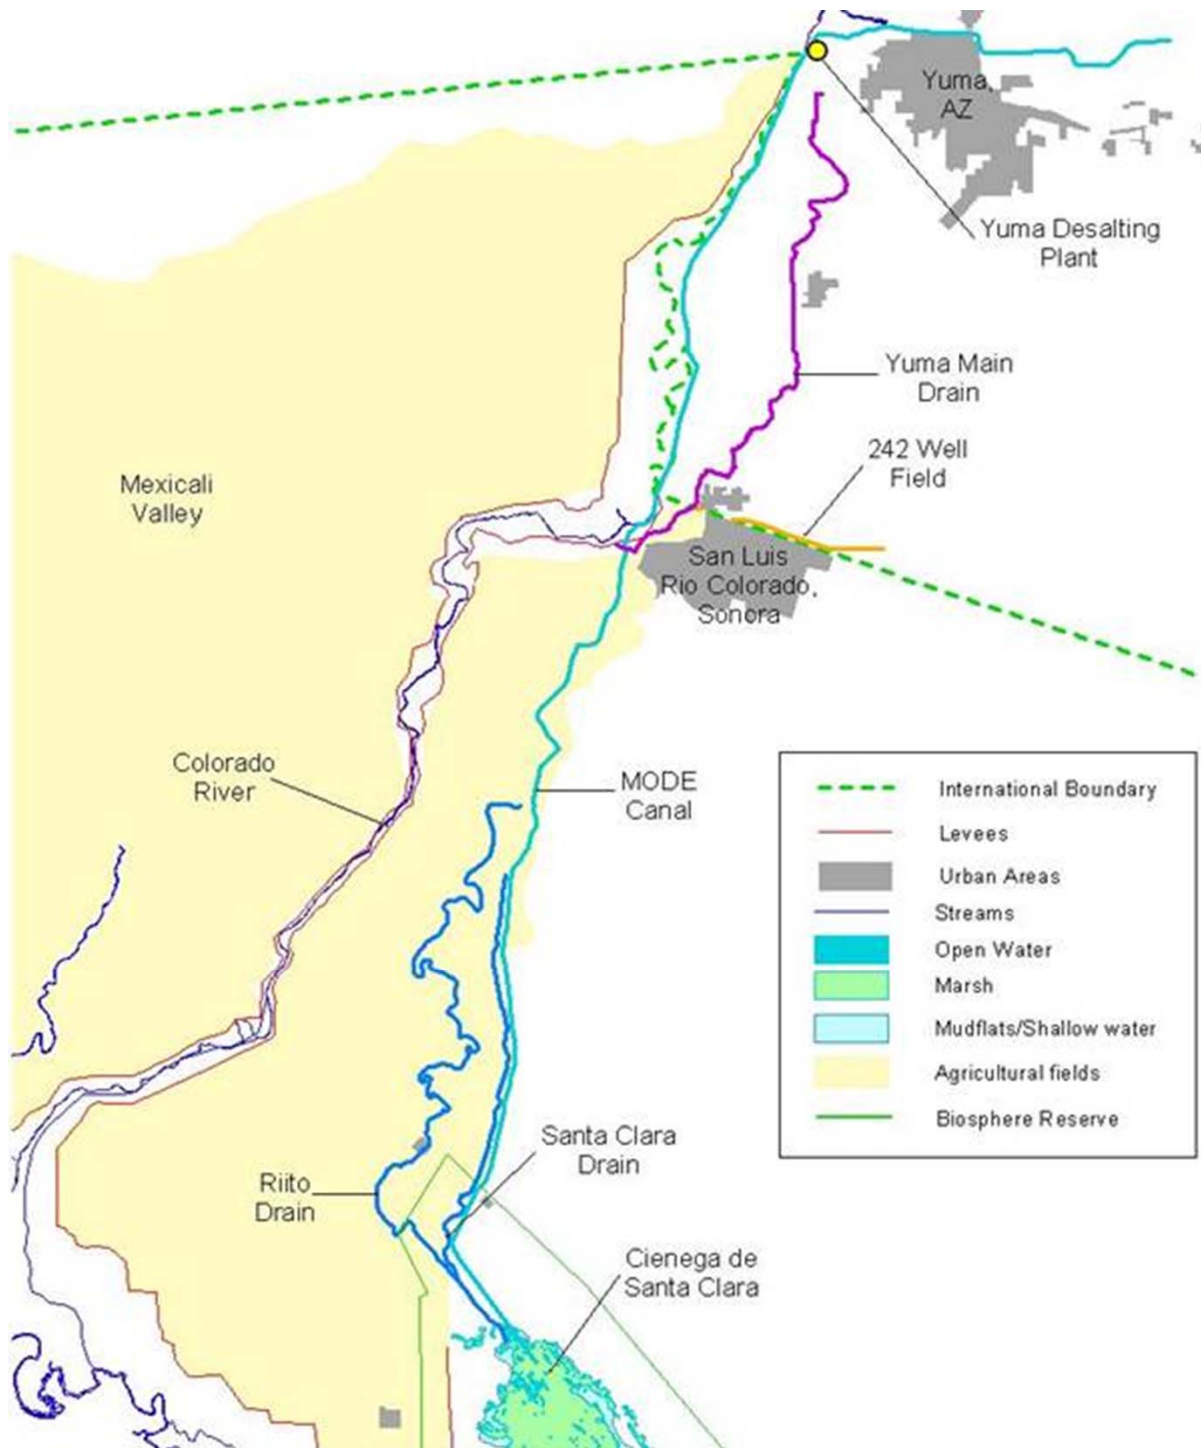 Yuma,
AZ
Yuma Desalting
Plant
Yuma Main
Drain
242 Well
Field
Mexicali
Valley
San Luis
Rio Colorado,
Sonora
Colorado
River
MODE
Canal
International Boundary
Levees
Urban Areas
Streams
Open Water
Marsh
Mudflats/Shallow water
Agricultural fields
Biosphere Reserve
Santa Clara
Drain
Riito
Drain
Cienega de
Santa Clara